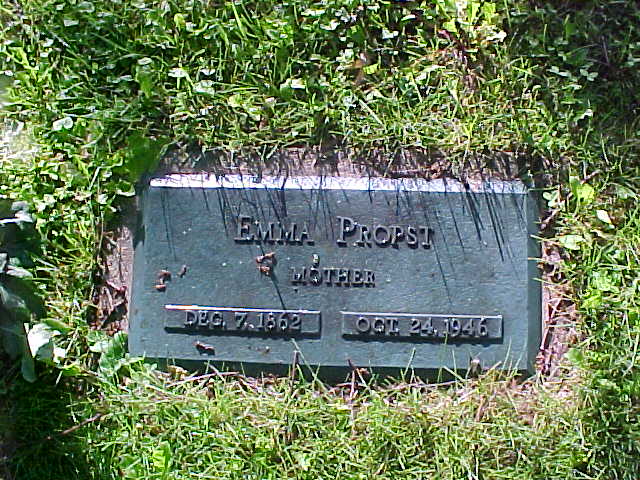 EMMA PROPST
MOTHER
DEC. 7, 1862 OCT. 24, 1946